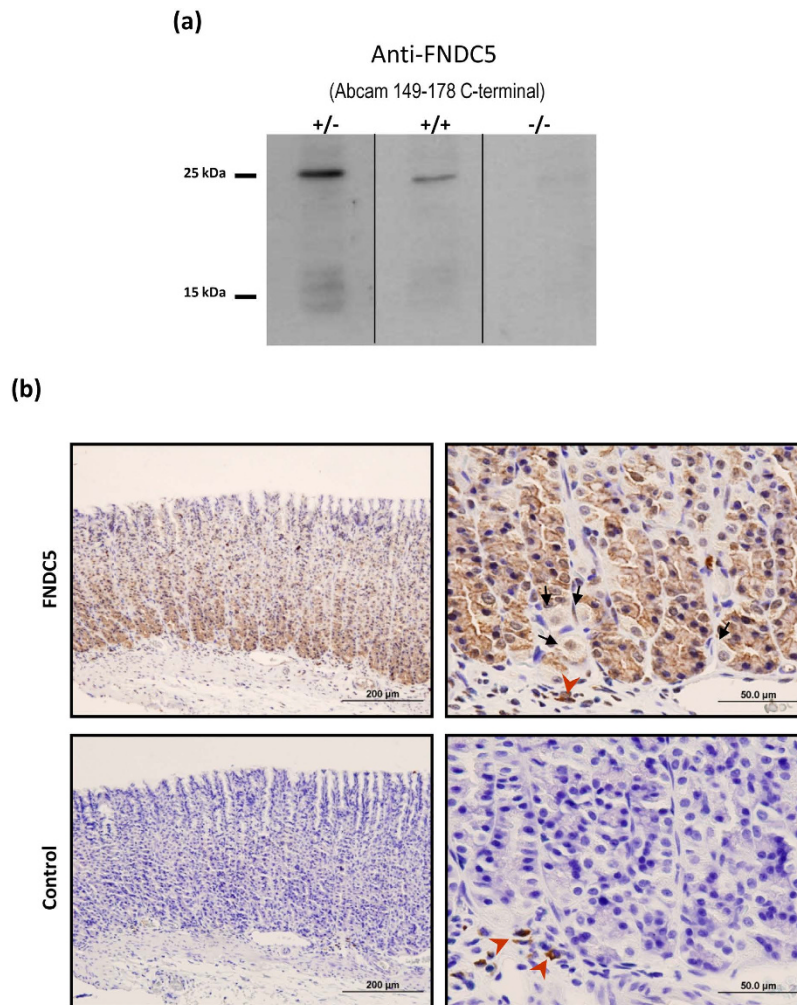 (a)
Anti-FNDC5
(Abcam 149-178 C-terminal)
+/- +/+ -/-
25 kDa
15 kDa
(b)
FNDC5
200 µm
50.0 µm
Control
200 µm
50.0 µm